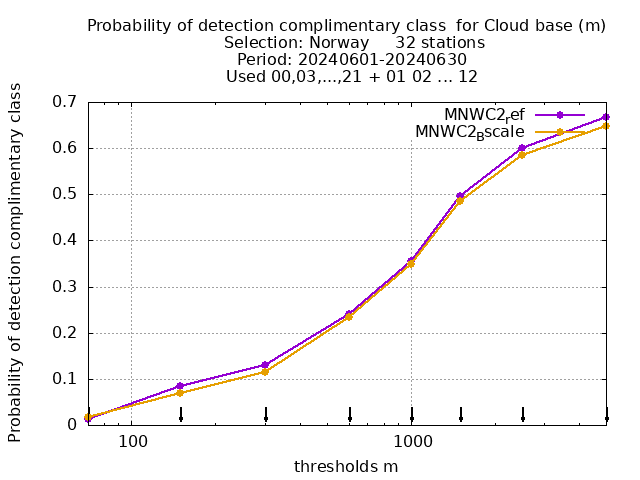 Probability of detection complimentary class  for Cloud base (m)
Selection: Norway     32 stations
Period: 20240601-20240630
Used 00,03,...,21 + 01 02 ... 12
Probability of detection complimentary class
0.7
0.6
0.5
0.4
0.3
0.2
0.1
0
MNWC2ref
MNWC2Bscale
100
1000
thresholds m